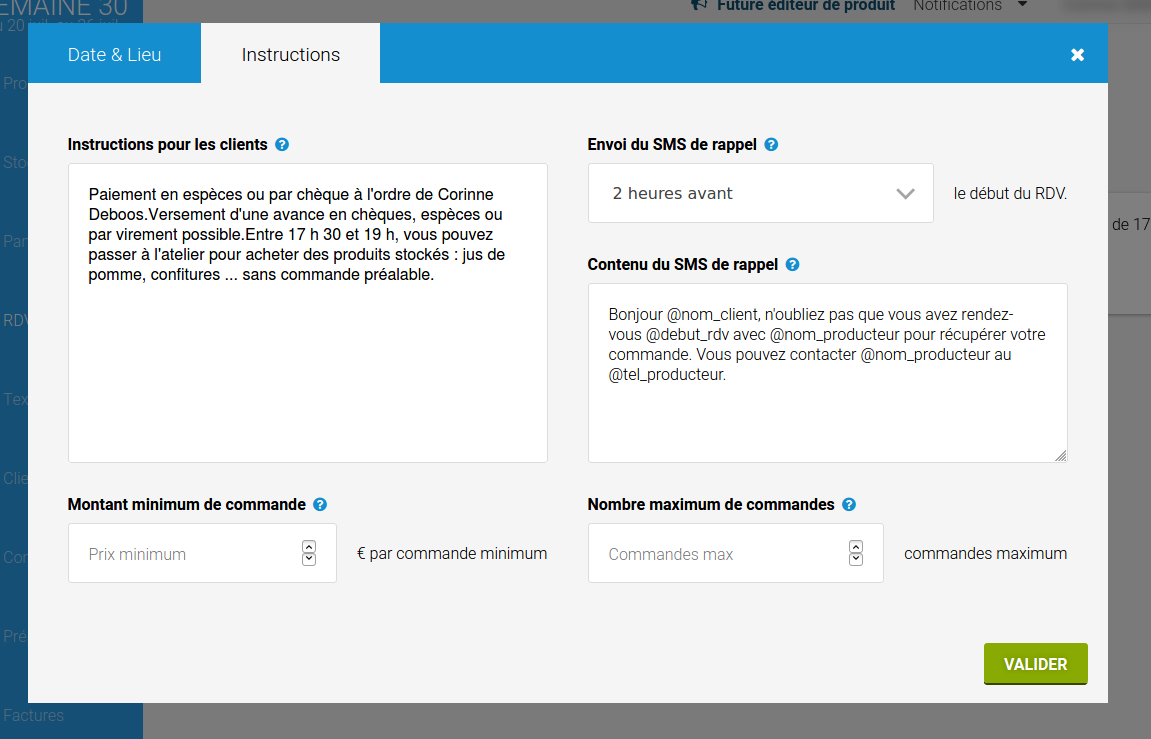 SEMAINE 30
Future éditeur de produit
Notifications
Date & Lieu
Instructions
Instructions pour les clients
Paiement en espèces ou par chèque à l'ordre de Corinne
Deboos.Versement d'une avance en chèques, espèces ou
par virement possible.Entre 17 h 30 et 19 h, vous pouvez
passer à l'atelier pour acheter des produits stockés : jus de
pomme, confitures ... sans commande préalable.
Envoi du SMS de rappel
2 heures avant
le début du RDV.
Contenu du SMS de rappel
Bonjour @nom_client, n'oubliez pas que vous avez rendez-
vous @debut_rdv avec @nom_producteur pour récupérer votre
commande. Vous pouvez contacter @nom_producteur au
@tel_producteur.
Montant minimum de commande
Prix minimum
€ par commande minimum
Nombre maximum de commandes
Commandes max
commandes maximum
VALIDER
Pro
Sto
Par
RDV
Tex
Clie
Con
Pré
Factures
de 17